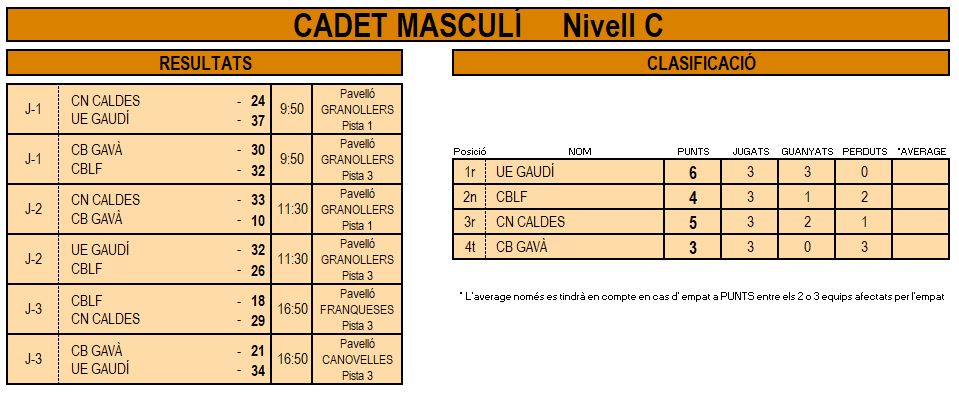 CADET MASCULÍ Nivell C
RESULTATS
J-1 CN CALDES - 24 9:50 Pavelló GRANOLLERS Pista 1
UE GAUDÍ - 37
J-1 CB GAVÀ - 30 9:50 Pavelló GRANOLLERS Pista 3
CBLF - 32
J-2 CN CALDES - 33 11:30 Pavelló GRANOLLERS Pista 1
CB GAVÀ - 10
J-2 UE GAUDÍ - 32 11:30 Pavelló GRANOLLERS Pista 3
CBLF - 26
J-3 CBLF - 18 16:50 Pavelló FRANQUESES Pista 3
CN CALDES - 29
J-3 CB GAVÀ - 21 16:50 Pavelló CANOVELLES Pista 3
UE GAUDÍ - 34
CLASIFICACIÓ
Posició NOM PUNTS JUGATS GUANYATS PERDUTS *AVERAGE
1r UE GAUDÍ 6 3 3 0
2n CBLF 4 3 1 2
3r CN CALDES 5 3 2 1
4t CB GAVÀ 3 3 0 3
* L'average només es tindrà en compte en cas d' empat a PUNTS entre els 2 o 3 equips afectats per l'empat